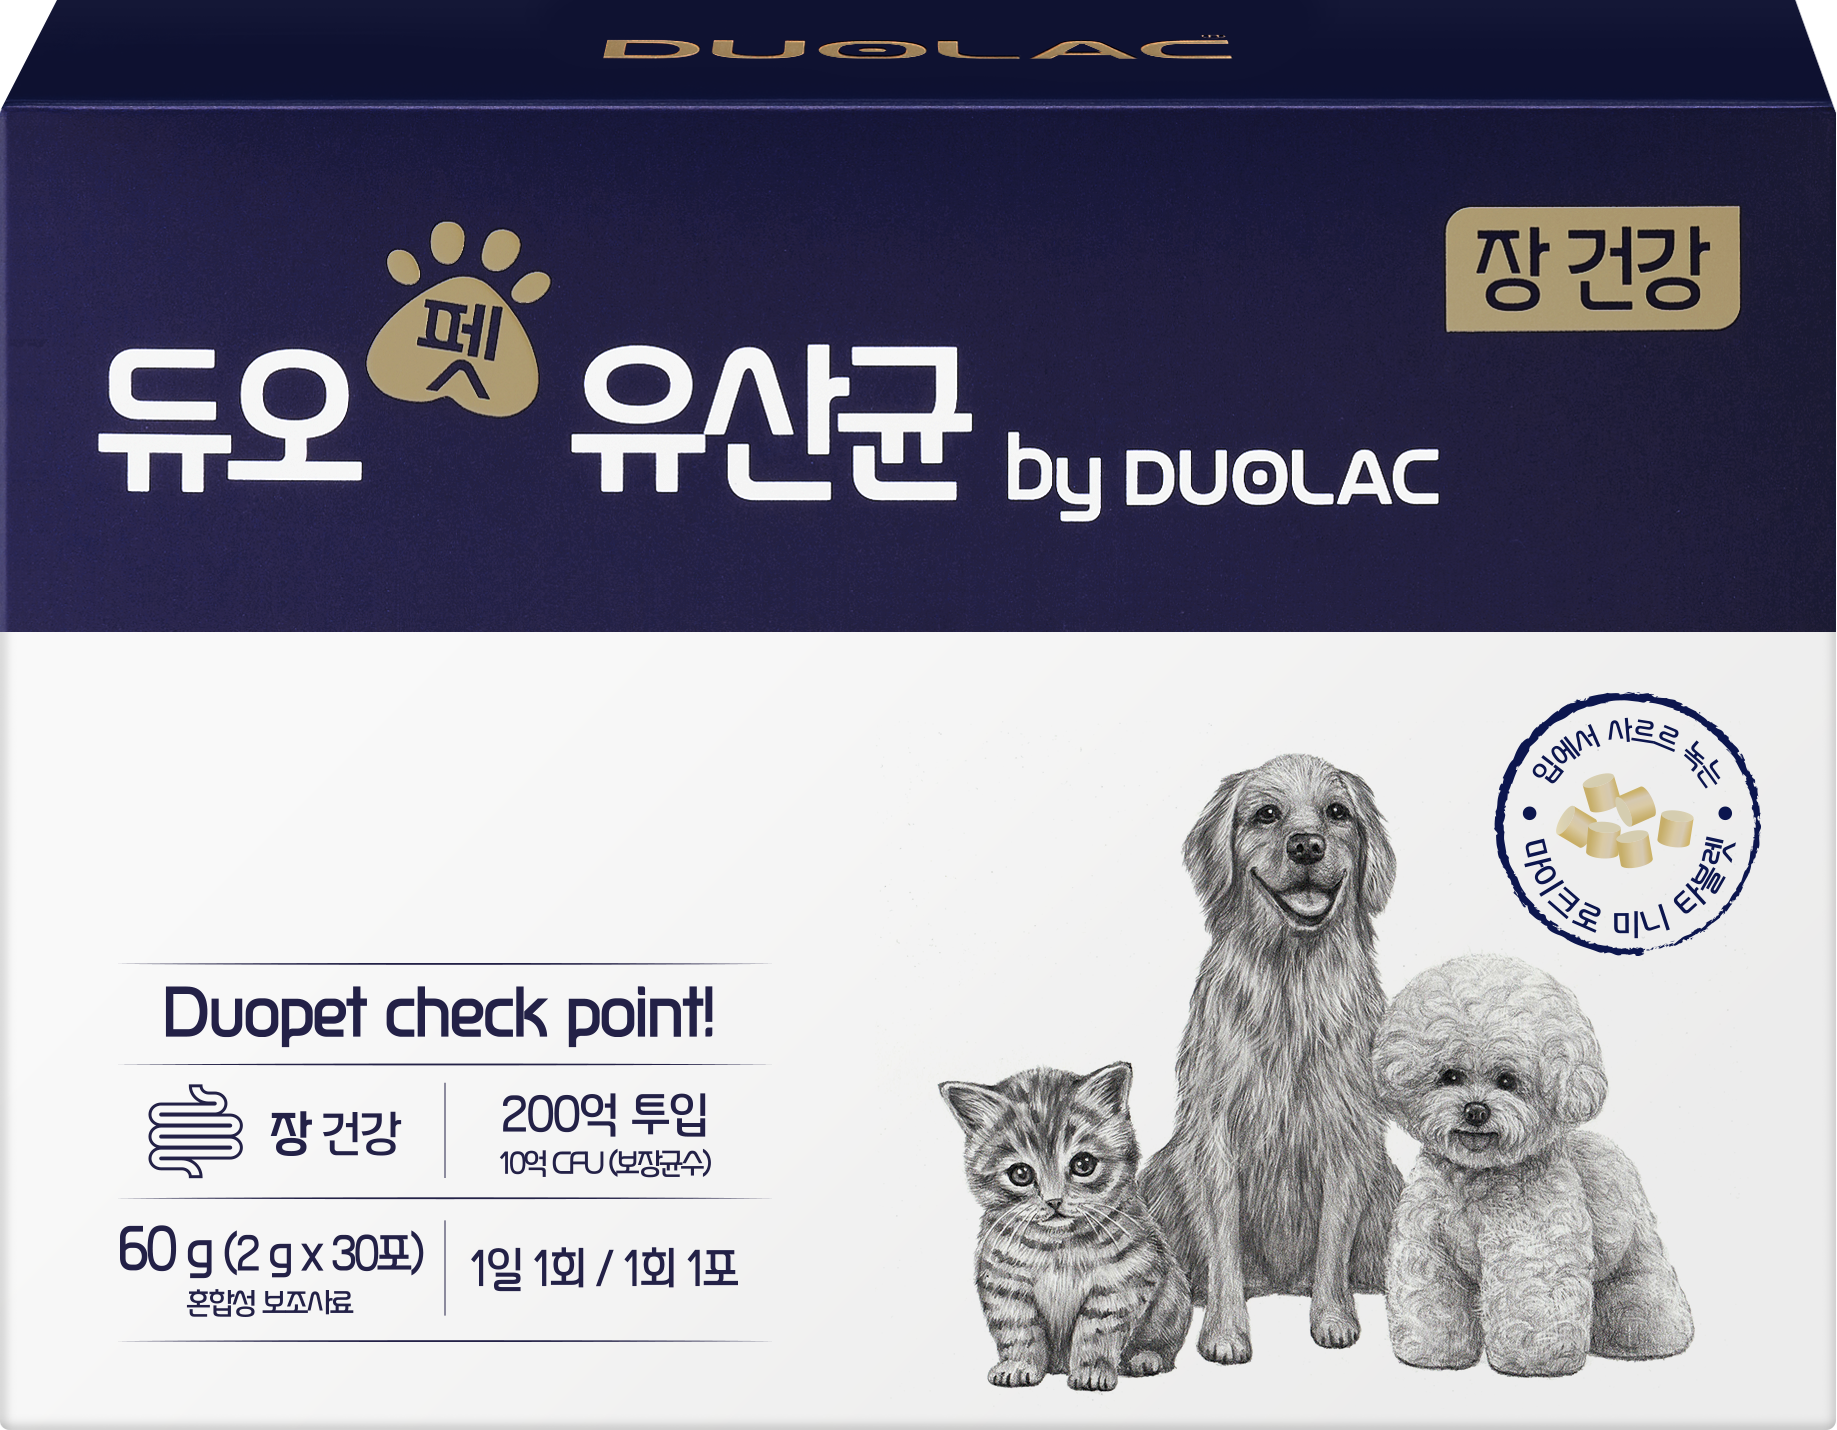 DUOLAC
장 건강
듀오 펫 유산균 by DUOLAC
입에서 사르르 녹는
마이크로 미니 타블렛
Duopet check point!
장 건강
200억 투입
10억 CFU (보장균수)
60 g (2 g x 30포)
혼합성 보조사료
1일 1회 / 1회 1포